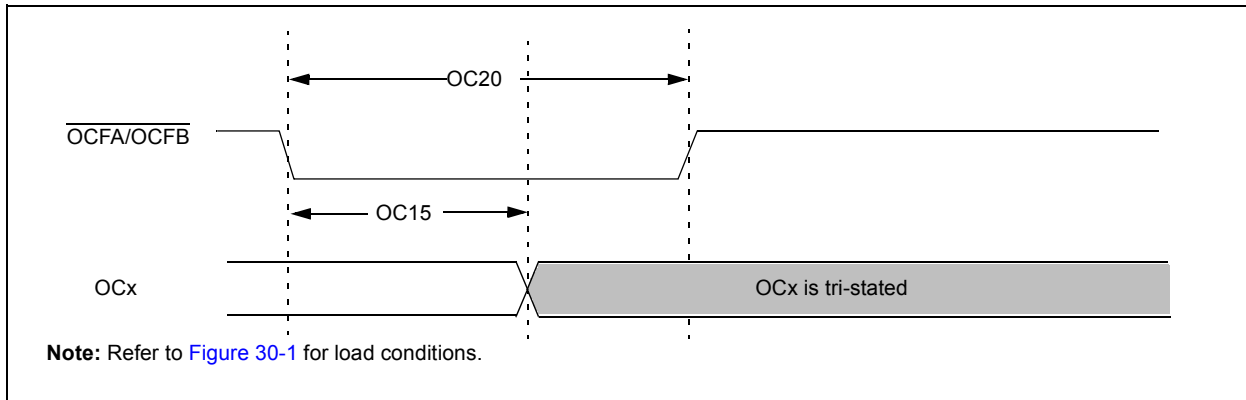 OC20
OCFA/OCFB
OC15
OCx
OCx is tri-stated
Note: Refer to Figure 30-1 for load conditions.